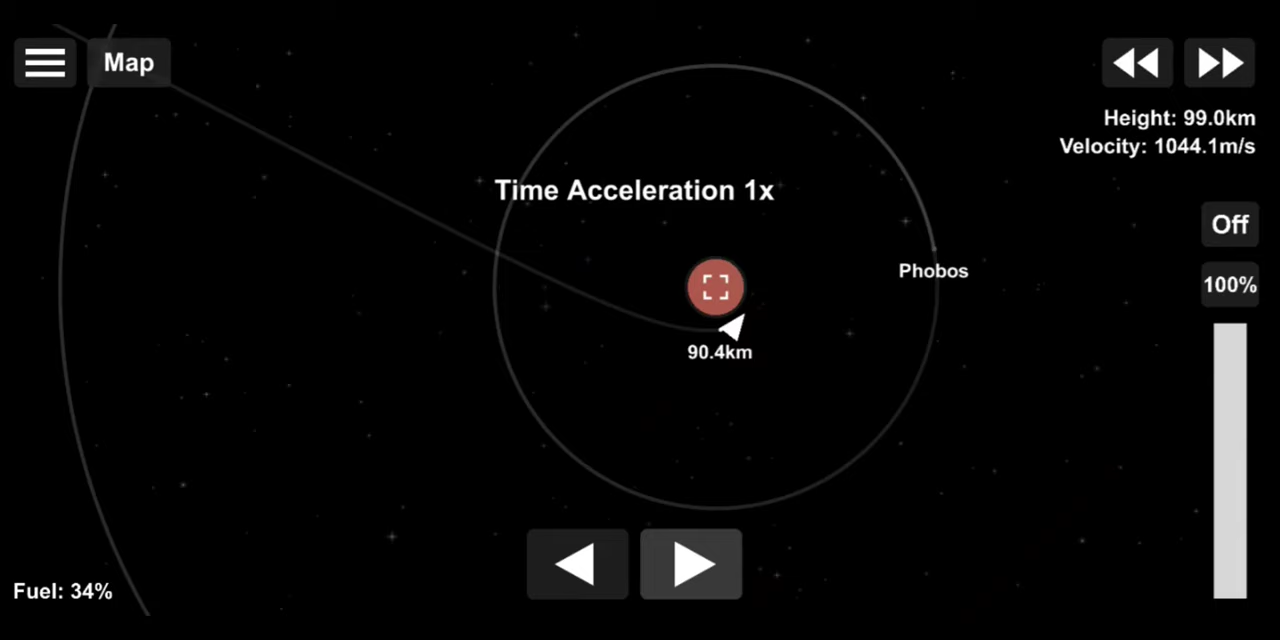 Map
Height: 99.0km
Velocity: 1044.1m/s
Time Acceleration 1x
Off
Phobos
100%
90.4km
Fuel: 34%